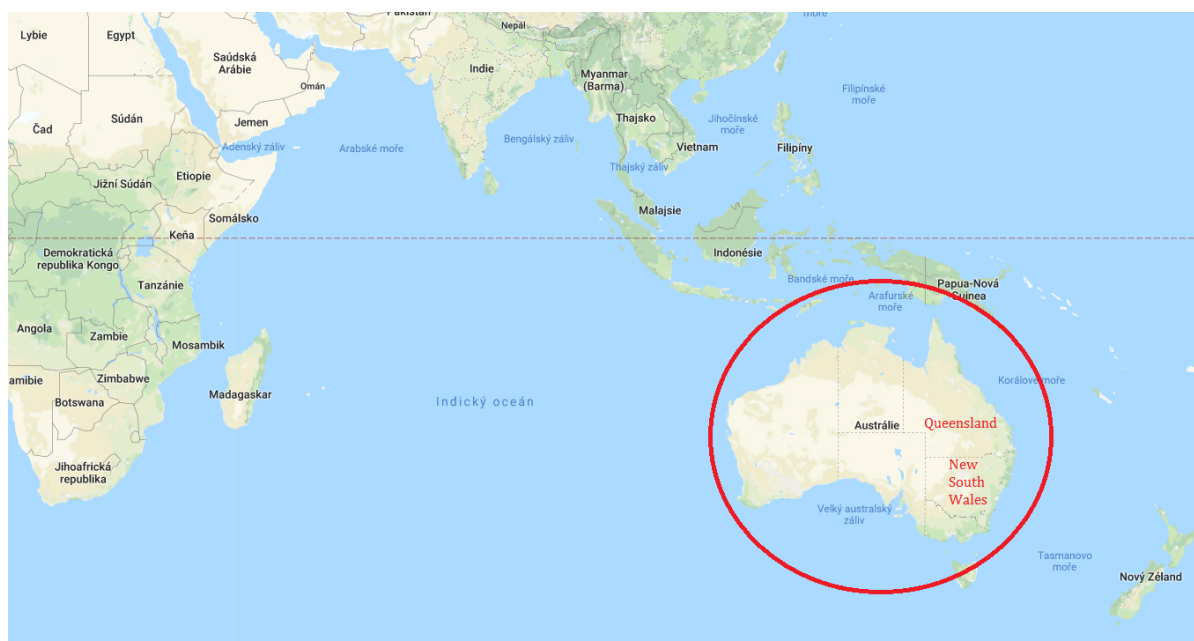 moře
Pákistán
Nepál
Lybie
Egypt
Saúdská
Arábie
Indie
Omán
Myanmar
(Barma)
Filipínské
moře
Čad
Súdán
Jemen
Adenský záliv
Arabské moře
Bengálský záliv
Thajsko
Jihočínské
moře
Vietnam
Filipíny
Thajský záliv
Etiopie
Jižní Súdán
Somálsko
Malajsie
Keňa
Demokratická
republika Kongo
Indonésie
Tanzánie
Bandské moře
Arafurské
moře
Papua-Nová
Guinea
Angola
Zambie
Mosambik
Zimbabwe
amibie
Botswana
Madagaskar
Indický oceán
Korálové moře
Austrálie
Queensland
New
South
Wales
Jihoafrická
republika
Velký australský
záliv
Tasmanovo
moře
Nový Zéland